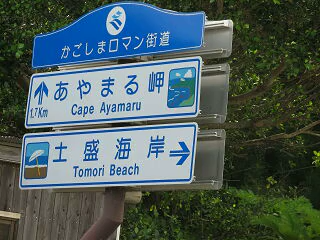 かごしまロマン街道
あやまる岬
1.7Km
Cape Ayamaru
土盛海岸
Tomori Beach